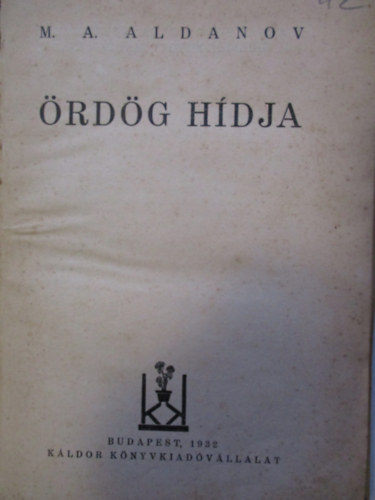 M. A. ALDANOV
ÖRDÖG HÍDJA
BUDAPEST, 1932
KÁLDOR KÖNYVKIADÓVÁLLALAT